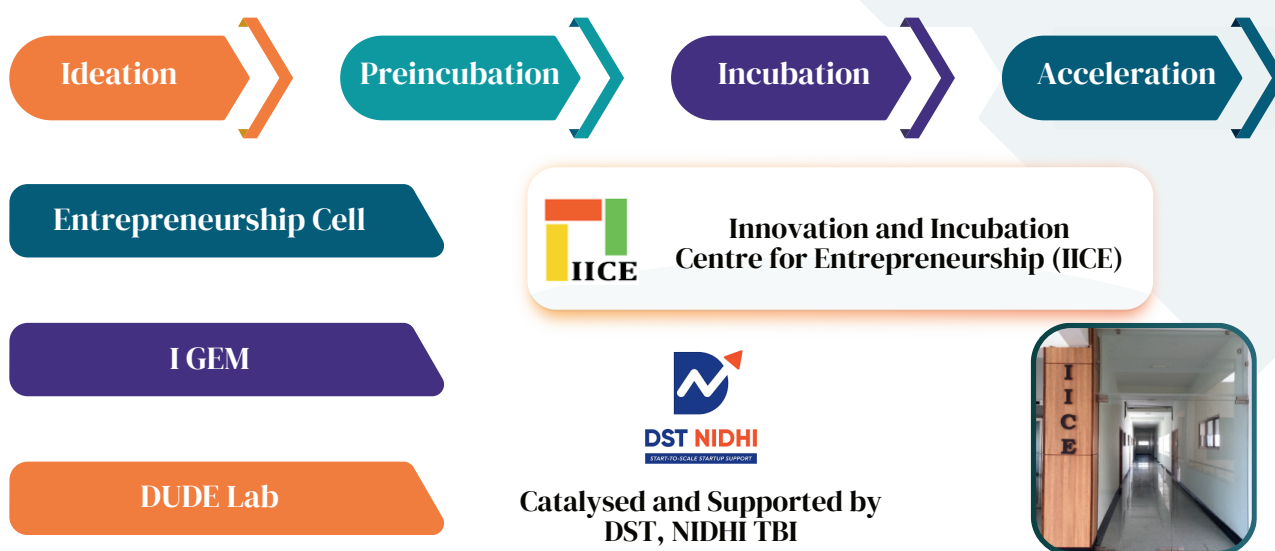 Ideation
Preincubation
Incubation
Acceleration
Entrepreneurship Cell
I GEM
DUDE Lab
IICE
Innovation and Incubation
Centre for Entrepreneurship (IICE)
DST NIDHI
START-TO-SCALE STARTUP SUPPORT
Catalysed and Supported by
DST, NIDHI TBI
I
I
C
E